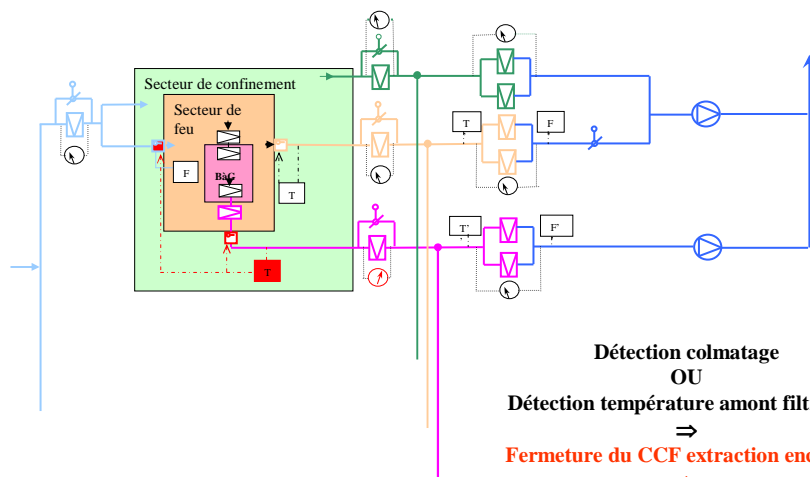 Secteur de confinement
Secteur de
feu
BàG
F
T
T
T
F
T'
F'
Détection colmatage
OU
Détection température amont filt
⇒
Fermeture du CCF extraction enc